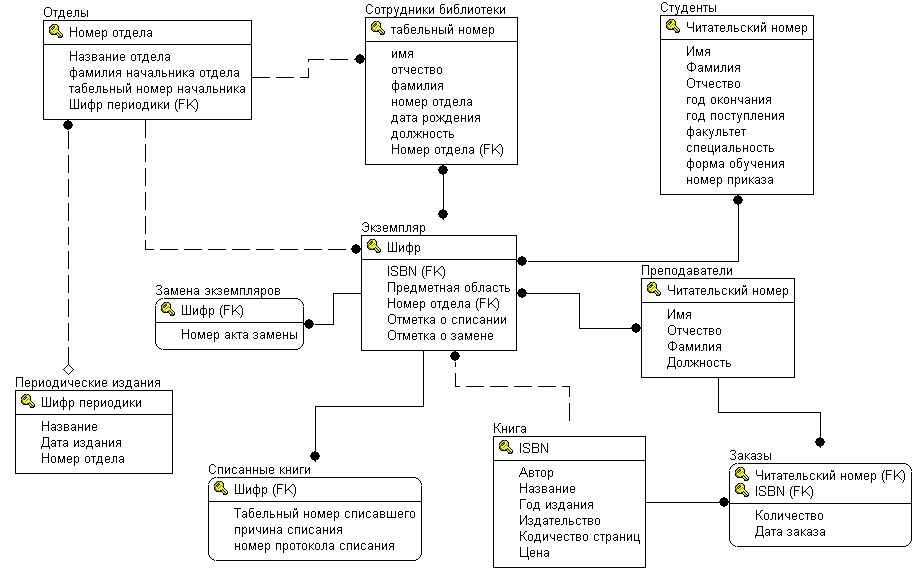 Отделы
Номер отдела
Название отдела
фамилия начальника отдела
табельный номер начальника
Шифр периодики (FK)
Сотрудники библиотеки
табельный номер
имя
отчество
фамилия
номер отдела
дата рождения
должность
Номер отдела (FK)
Студенты
Читательский номер
Имя
Фамилия
Отчество
год окончания
год поступления
факультет
специальность
форма обучения
номер приказа
Экземпляр
Шифр
ISBN (FK)
Предметная область
Номер отдела (FK)
Отметка о списании
Отметка о замене
Преподаватели
Читательский номер
Имя
Отчество
Фамилия
Должность
Замена экземпляров
Шифр (FK)
Номер акта замены
Периодические издания
Шифр периодики
Название
Дата издания
Номер отдела
Списанные книги
Шифр (FK)
Табельный номер списавшего
причина списания
номер протокола списания
Книга
ISBN
Автор
Название
Год издания
Издательство
Кодичество страниц
Цена
Заказы
Читательский номер (FK)
ISBN (FK)
Количество
Дата заказа